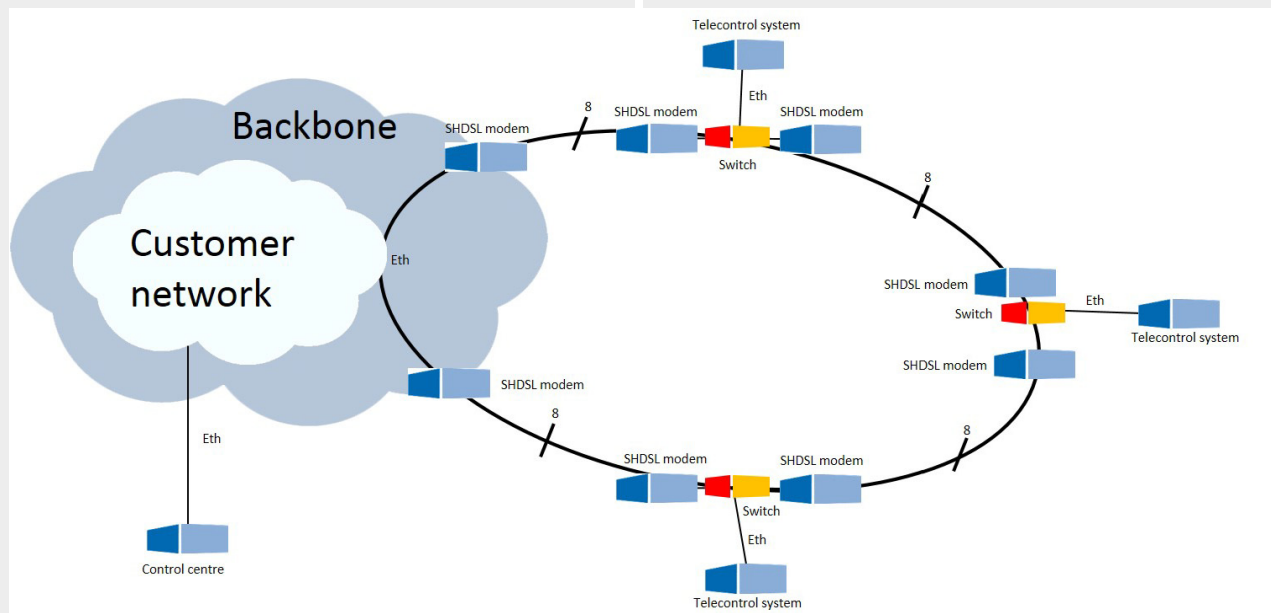 Telecontrol system
Eth
8
SHDSL modem
SHDSL modem
Backbone
SHDSL modem
Switch
8
Customer
network
Eth
SHDSL modem
Eth
Switch
Telecontrol system
SHDSL modem
SHDSL modem
8
8
Eth
SHDSL modem
SHDSL modem
Switch
Eth
Control centre
Telecontrol system